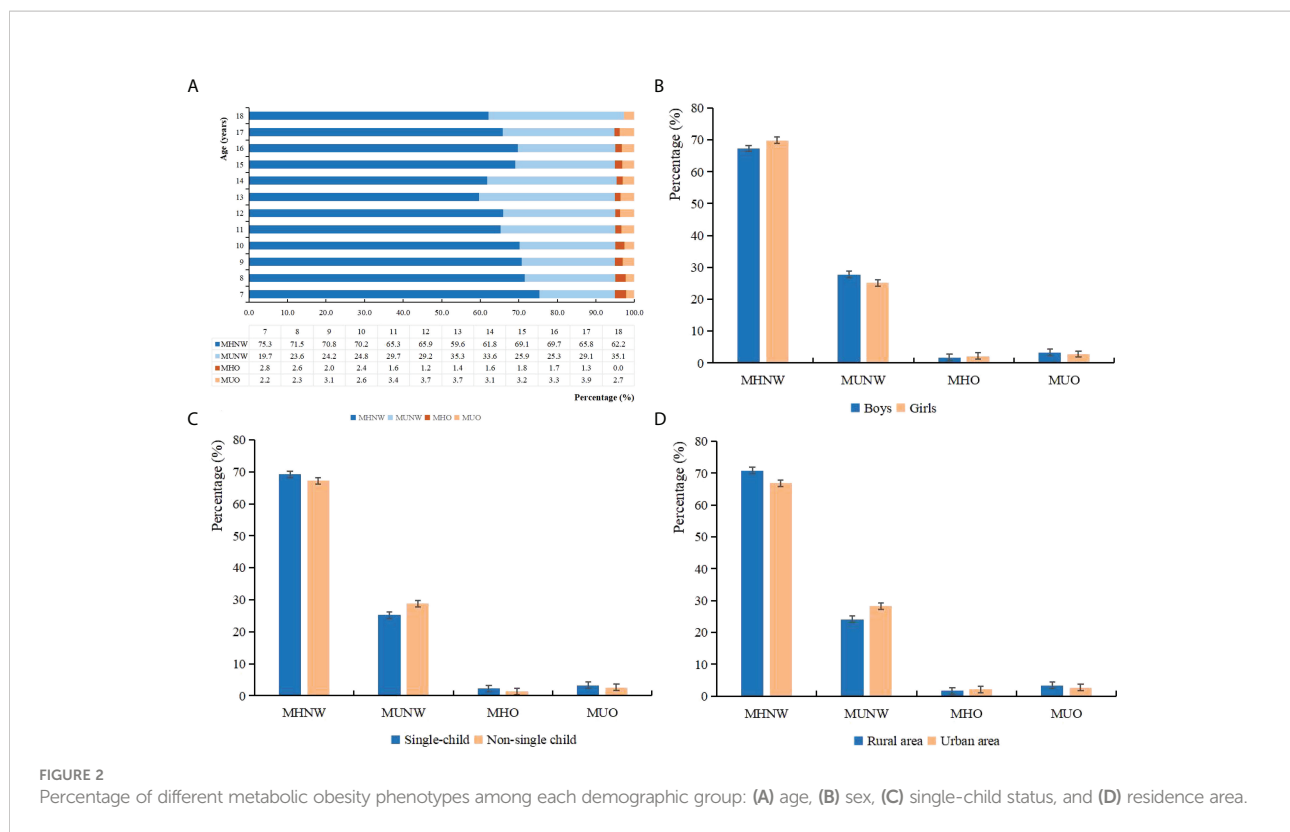 A
Age (years)
18
17
16
15
14
13
12
11
10
9
8
7
0.0 10.0 20.0 30.0 40.0 50.0 60.0 70.0 80.0 90.0 100.0
7 8 9 10 11 12 13 14 15 16 17 18
MHNW 75.3 71.5 70.8 70.2 65.3 65.9 59.6 61.8 69.1 69.7 65.8 62.2
MUNW 19.7 23.6 24.2 24.8 29.7 29.2 35.3 33.6 25.9 25.3 29.1 35.1
MHO 2.8 2.6 2.0 2.4 1.6 1.2 1.4 1.6 1.8 1.7 1.3 0.0
MUO 2.2 2.3 3.1 2.6 3.4 3.7 3.7 3.1 3.2 3.3 3.9 2.7
Percentage (%)
MHNW MUNW MHO MUO
B
Percentage (%)
80
70
60
50
40
30
20
10
0
MHNW MUNW MHO MUO
Boys Girls
C
Percentage (%)
80
70
60
50
40
30
20
10
0
MHNW MUNW MHO MUO
Single-child Non-single child
D
Percentage (%)
80
70
60
50
40
30
20
10
0
MHNW MUNW MHO MUO
Rural area Urban area
FIGURE 2
Percentage of different metabolic obesity phenotypes among each demographic group: (A) age, (B) sex, (C) single-child status, and (D) residence area.